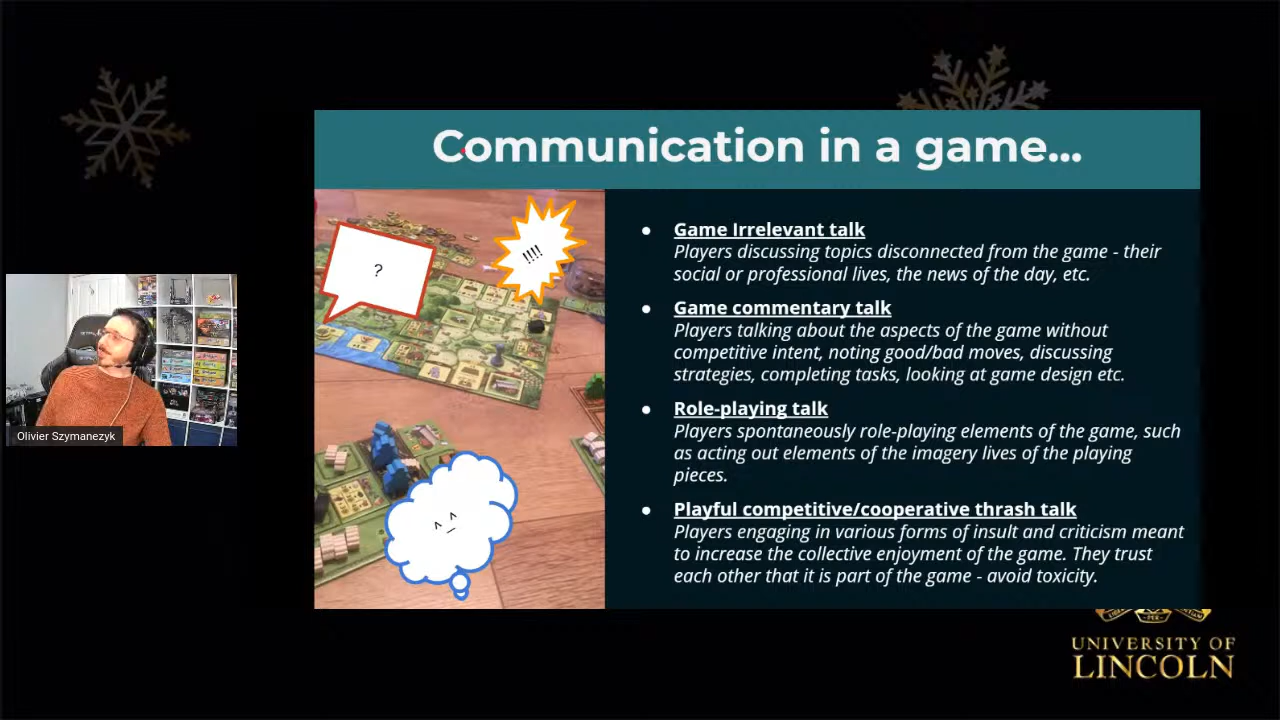 Communication in a game...
?
!!!!
^_^
● Game Irrelevant talk
Players discussing topics disconnected from the game - their
social or professional lives, the news of the day, etc.
● Game commentary talk
Players talking about the aspects of the game without
competitive intent, noting good/bad moves, discussing
strategies, completing tasks, looking at game design etc.
● Role-playing talk
Players spontaneously role-playing elements of the game, such
as acting out elements of the imagery lives of the playing
pieces.
● Playful competitive/cooperative thrash talk
Players engaging in various forms of insult and criticism meant
to increase the collective enjoyment of the game. They trust
each other that it is part of the game - avoid toxicity.
Olivier Szymanezyk
UNIVERSITY OF
LINCOLN